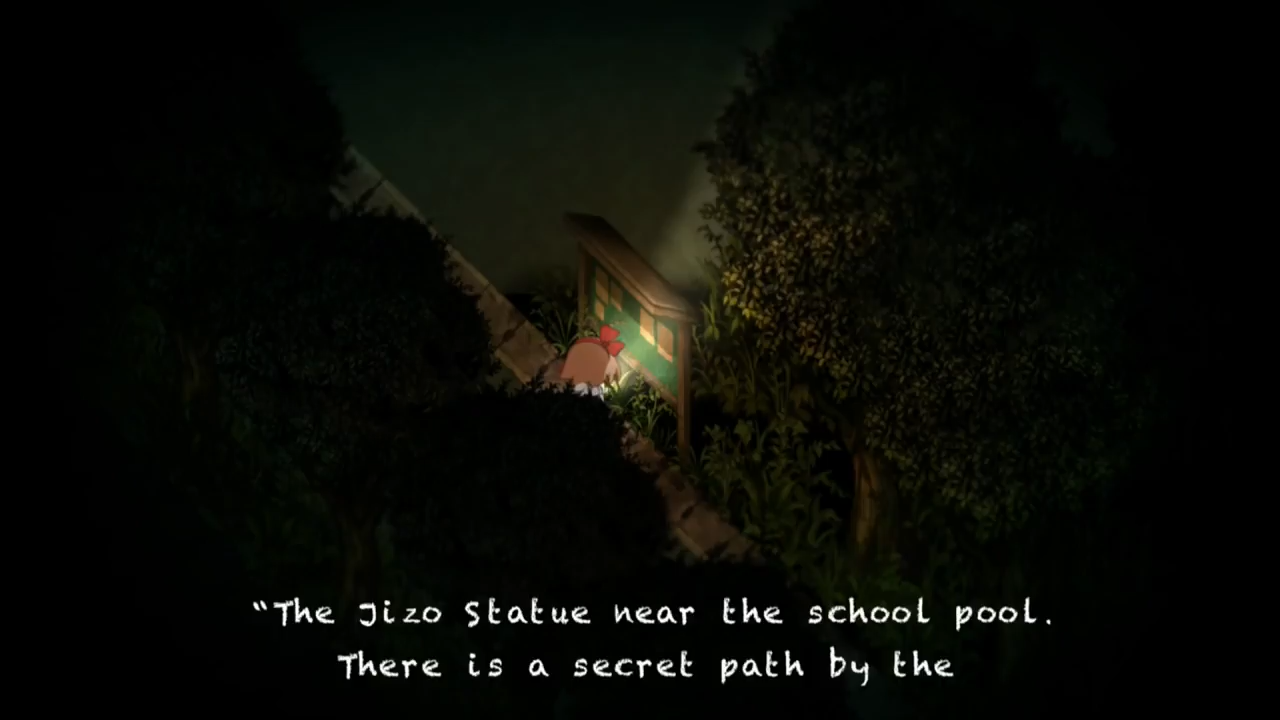 “The Jizo Statue near the school pool.
There is a secret path by the